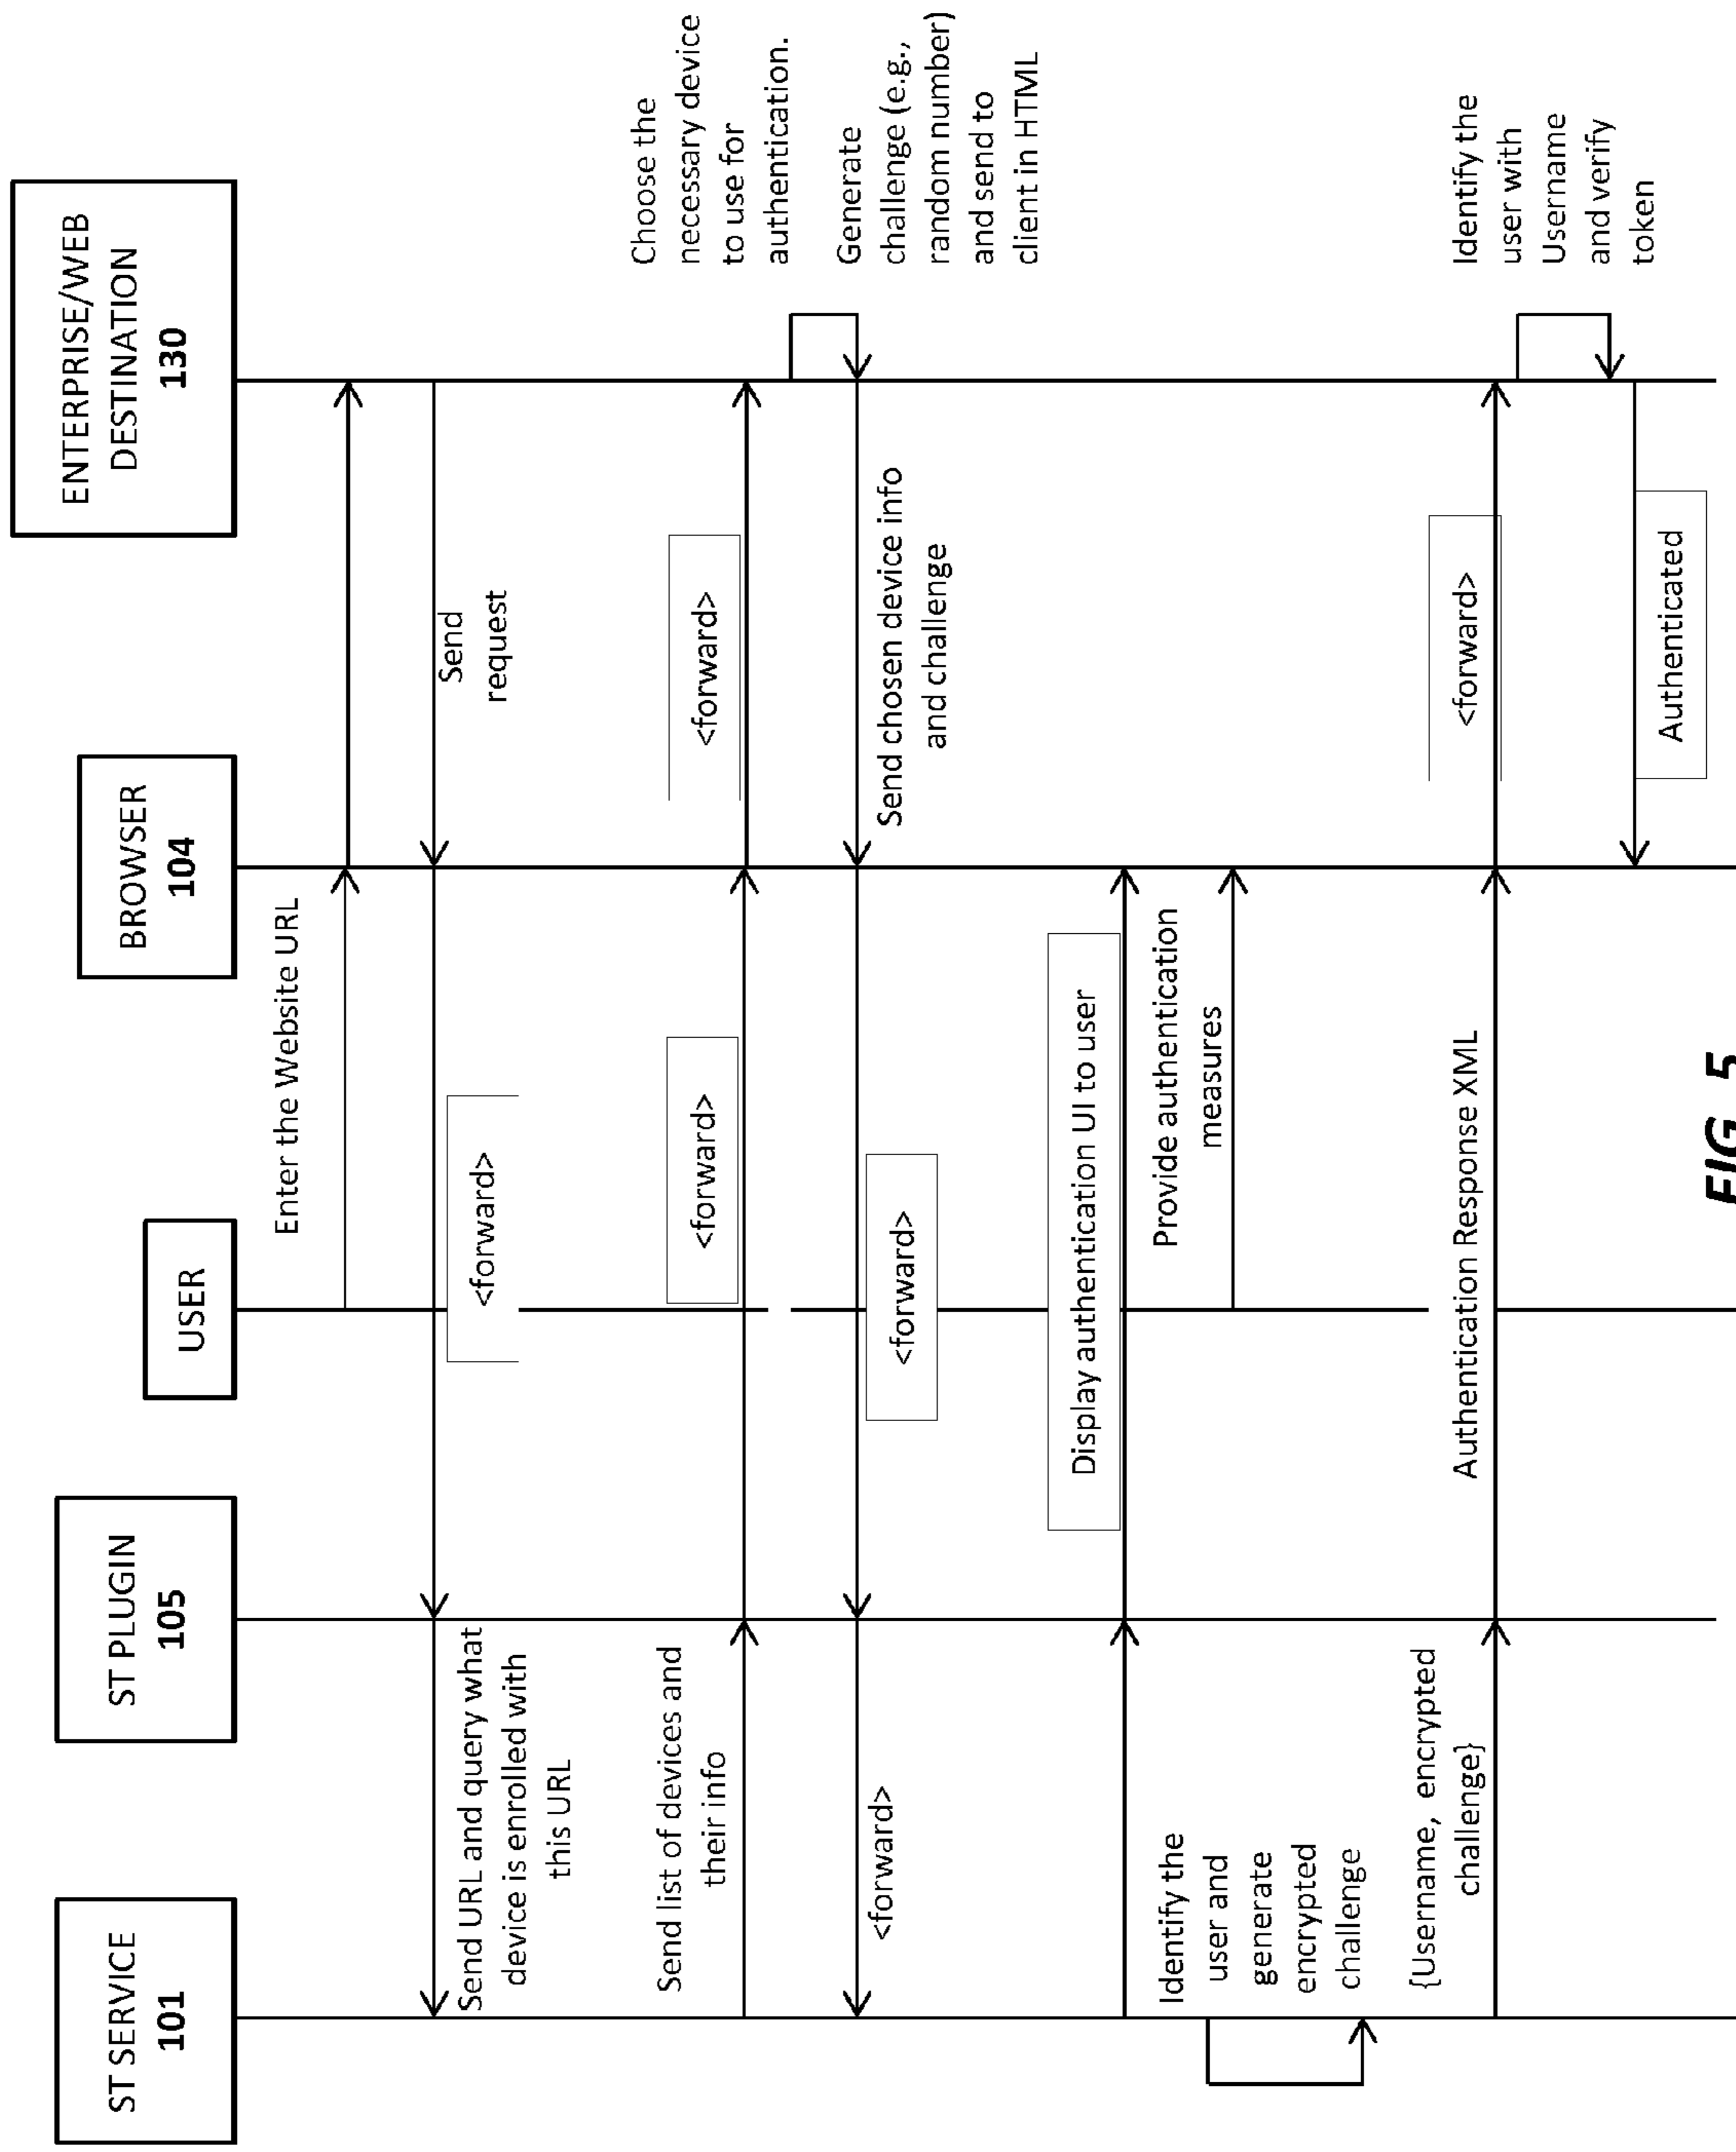 ST SERVICE
101
ST PLUGIN
105
USER
BROWSER
104
ENTERPRISE/WEB
DESTINATION
130
Enter the Website URL
Send
request
<forward>
Send URL and query what
device is enrolled with
this URL
Send list of devices and
their info
<forward>
<forward>
Choose the
necessary device
to use for
authentication.
Generate
challenge (e.g.,
random number)
and send to
client in HTML
Send chosen device info
and challenge
<forward>
<forward>
Display authentication UI to user
Provide authentication
measures
Identify the
user and
generate
encrypted
challenge
{Username, encrypted
challenge}
Authentication Response XML
<forward>
Identify the
user with
Username
and verify
token
Authenticated
FIG. 5